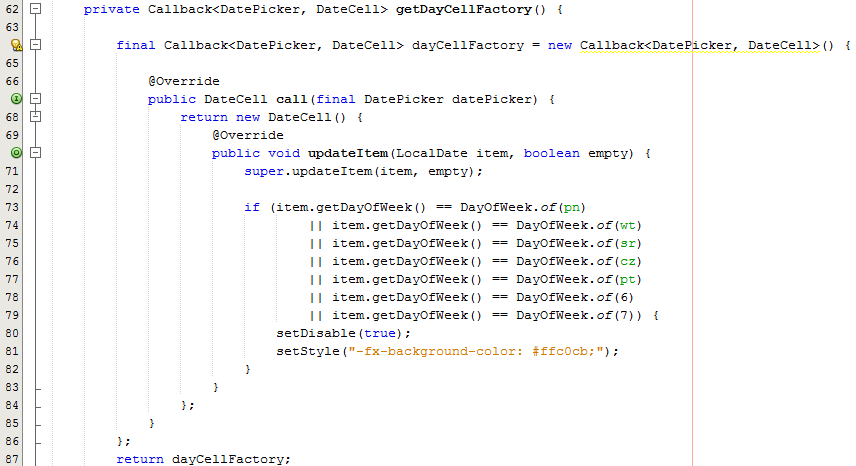 62 private Callback<DatePicker, DateCell> getDayCellFactory() {
63
final Callback<DatePicker, DateCell> dayCellFactory = new Callback<DatePicker, DateCell>() {
65
66 @Override
public DateCell call(final DatePicker datePicker) {
68 return new DateCell() {
69 @Override
public void updateItem(LocalDate item, boolean empty) {
71 super.updateItem(item, empty);
72
73 if (item.getDayOfWeek() == DayOfWeek.of(pn)
74 || item.getDayOfWeek() == DayOfWeek.of(wt)
75 || item.getDayOfWeek() == DayOfWeek.of(sr)
76 || item.getDayOfWeek() == DayOfWeek.of(cz)
77 || item.getDayOfWeek() == DayOfWeek.of(pt)
78 || item.getDayOfWeek() == DayOfWeek.of(6)
79 || item.getDayOfWeek() == DayOfWeek.of(7)) {
80 setDisable(true);
81 setStyle("-fx-background-color: #ffc0cb;");
82 }
83 }
84 };
85 }
86 };
87 return dayCellFactory;